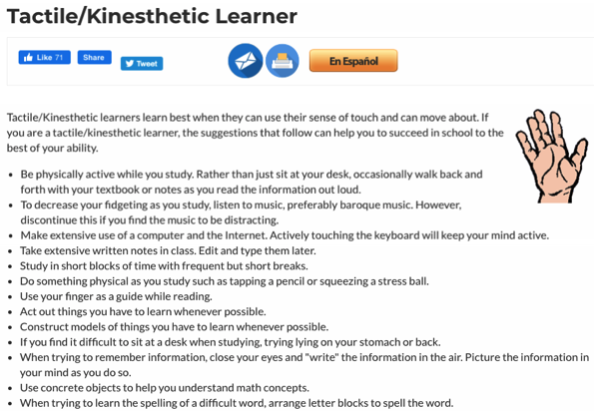 Tactile/Kinesthetic Learner
Like 71
Share
Tweet
En Español
Tactile/Kinesthetic learners learn best when they can use their sense of touch and can move about. If
you are a tactile/kinesthetic learner, the suggestions that follow can help you to succeed in school to the
best of your ability.
• Be physically active while you study. Rather than just sit at your desk, occasionally walk back and
forth with your textbook or notes as you read the information out loud.
• To decrease your fidgeting as you study, listen to music, preferably baroque music. However,
discontinue this if you find the music to be distracting.
• Make extensive use of a computer and the Internet. Actively touching the keyboard will keep your mind active.
• Take extensive written notes in class. Edit and type them later.
• Study in short blocks of time with frequent but short breaks.
• Do something physical as you study such as tapping a pencil or squeezing a stress ball.
• Use your finger as a guide while reading.
• Act out things you have to learn whenever possible.
• Construct models of things you have to learn whenever possible.
• If you find it difficult to sit at a desk when studying, trying lying on your stomach or back.
• When trying to remember information, close your eyes and "write" the information in the air. Picture the information in
your mind as you do so.
• Use concrete objects to help you understand math concepts.
• When trying to learn the spelling of a difficult word, arrange letter blocks to spell the word.